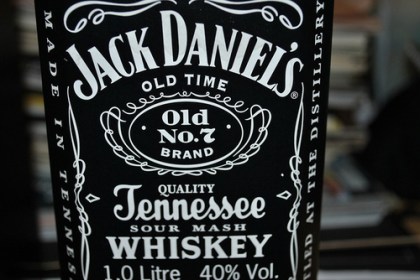 JACK DANIEL'S
OLD TIME
Old
No.7
BRAND
QUALITY
Tennessee
SOUR MASH
WHISKEY
1.0 Litre 40% Vol.
MADE IN
AT THE DISTILLERY